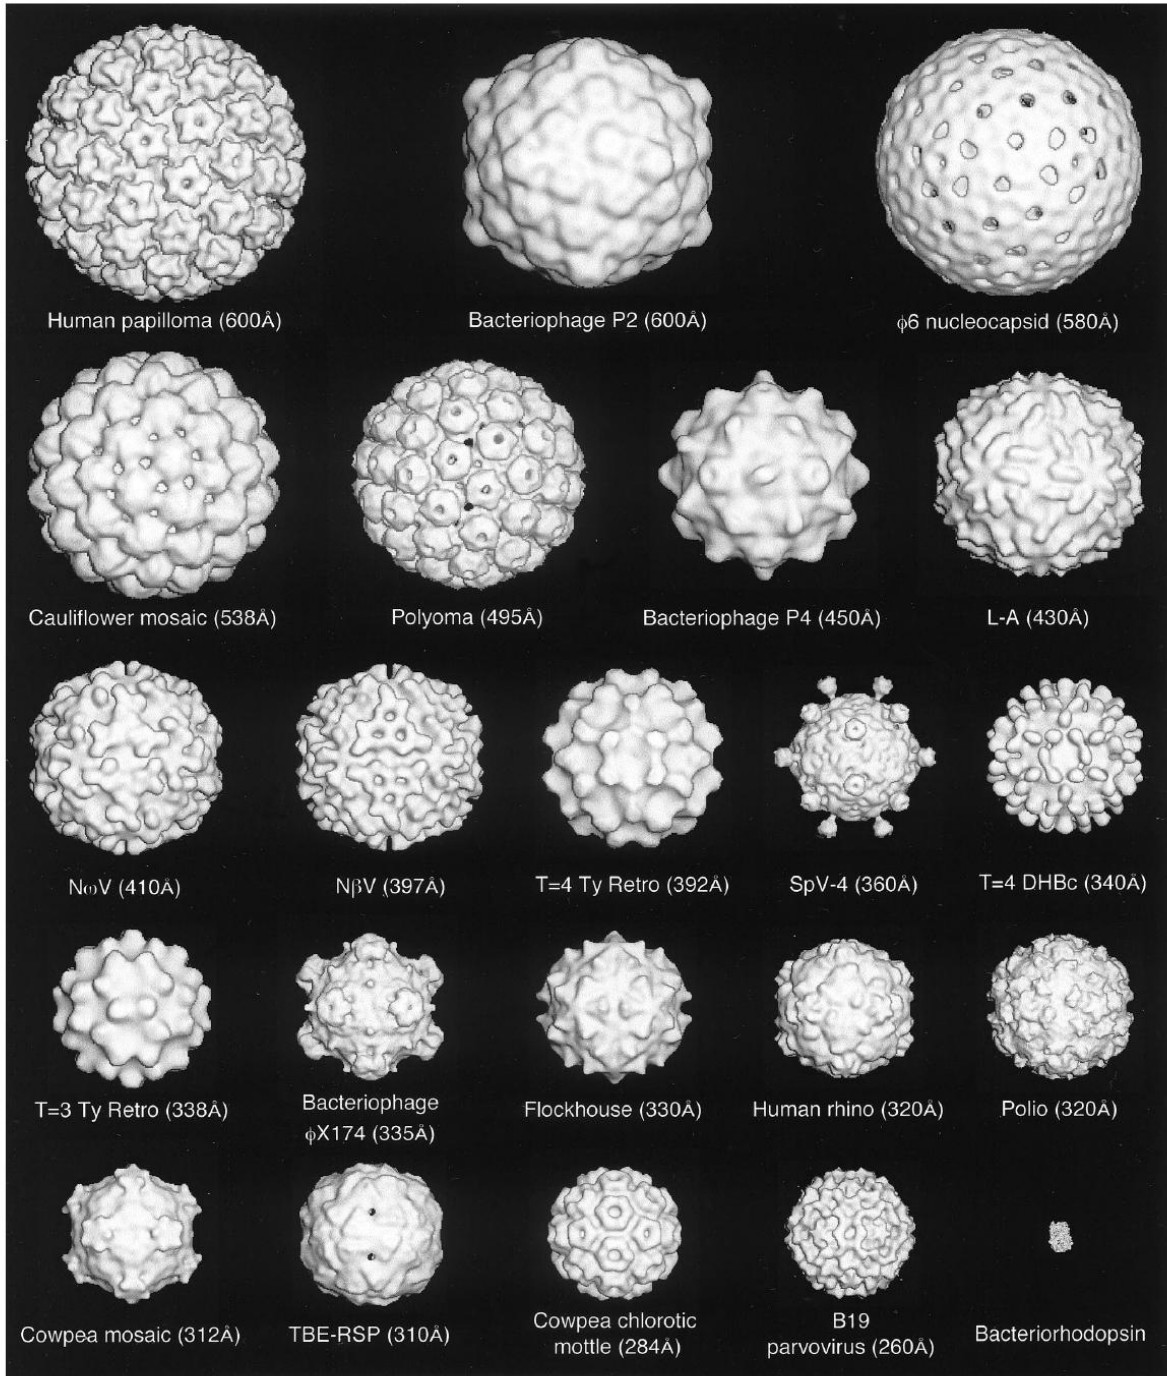 Human papilloma (600Å)
Bacteriophage P2 (600Å)
ϕ6 nucleocapsid (580Å)
Cauliflower mosaic (538Å)
Polyoma (495Å)
Bacteriophage P4 (450Å)
L-A (430Å)
NωV (410Å)
NβV (397Å)
T=4 Ty Retro (392Å)
SpV-4 (360Å)
T=4 DHBc (340Å)
T=3 Ty Retro (338Å)
Bacteriophage
ϕX174 (335Å)
Flockhouse (330Å)
Human rhino (320Å)
Polio (320Å)
Cowpea mosaic (312Å)
TBE-RSP (310Å)
Cowpea chlorotic
mottle (284Å)
B19
parvovirus (260Å)
Bacteriorhodopsin